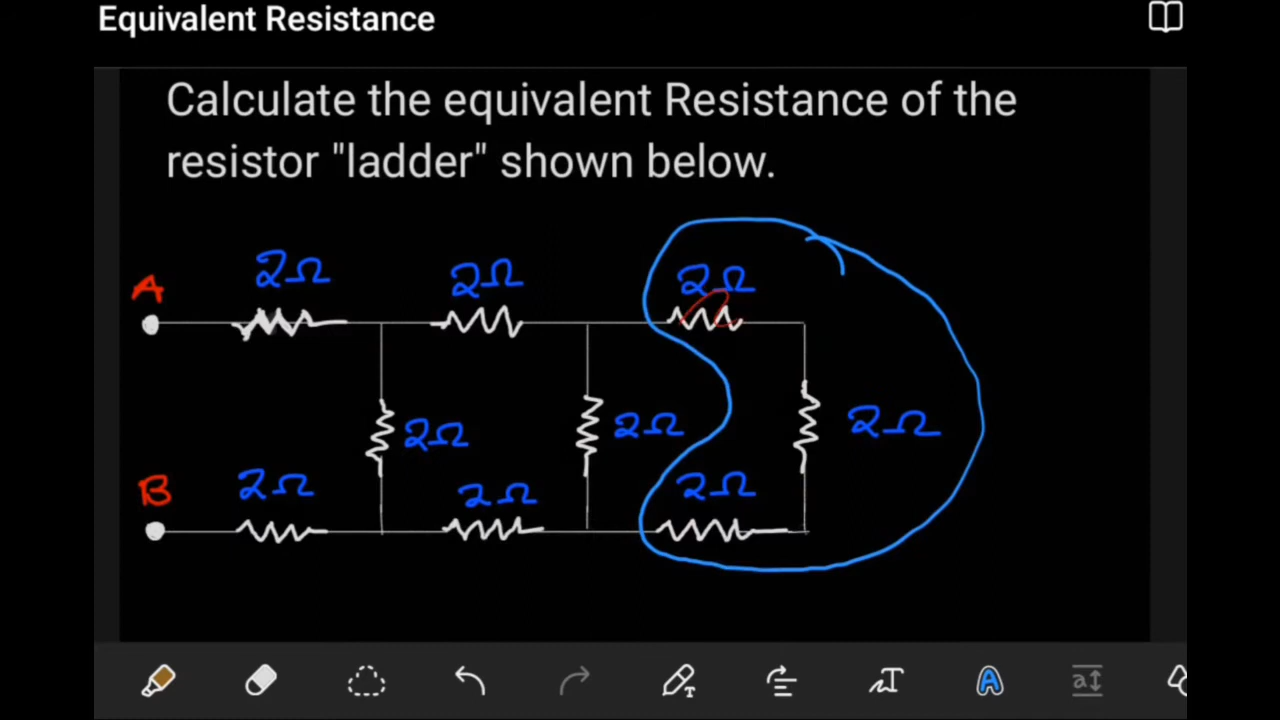 Equivalent Resistance
Calculate the equivalent Resistance of the
resistor "ladder" shown below.
2Ω 2Ω 2Ω
A
2Ω 2Ω 2Ω
B 2Ω 2Ω 2Ω
T T A a